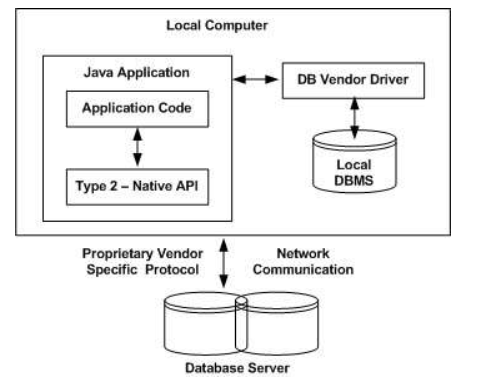 Local Computer
Java Application
DB Vendor Driver
Application Code
Type 2 – Native API
Local
DBMS
Proprietary Vendor
Specific Protocol
Network
Communication
Database Server